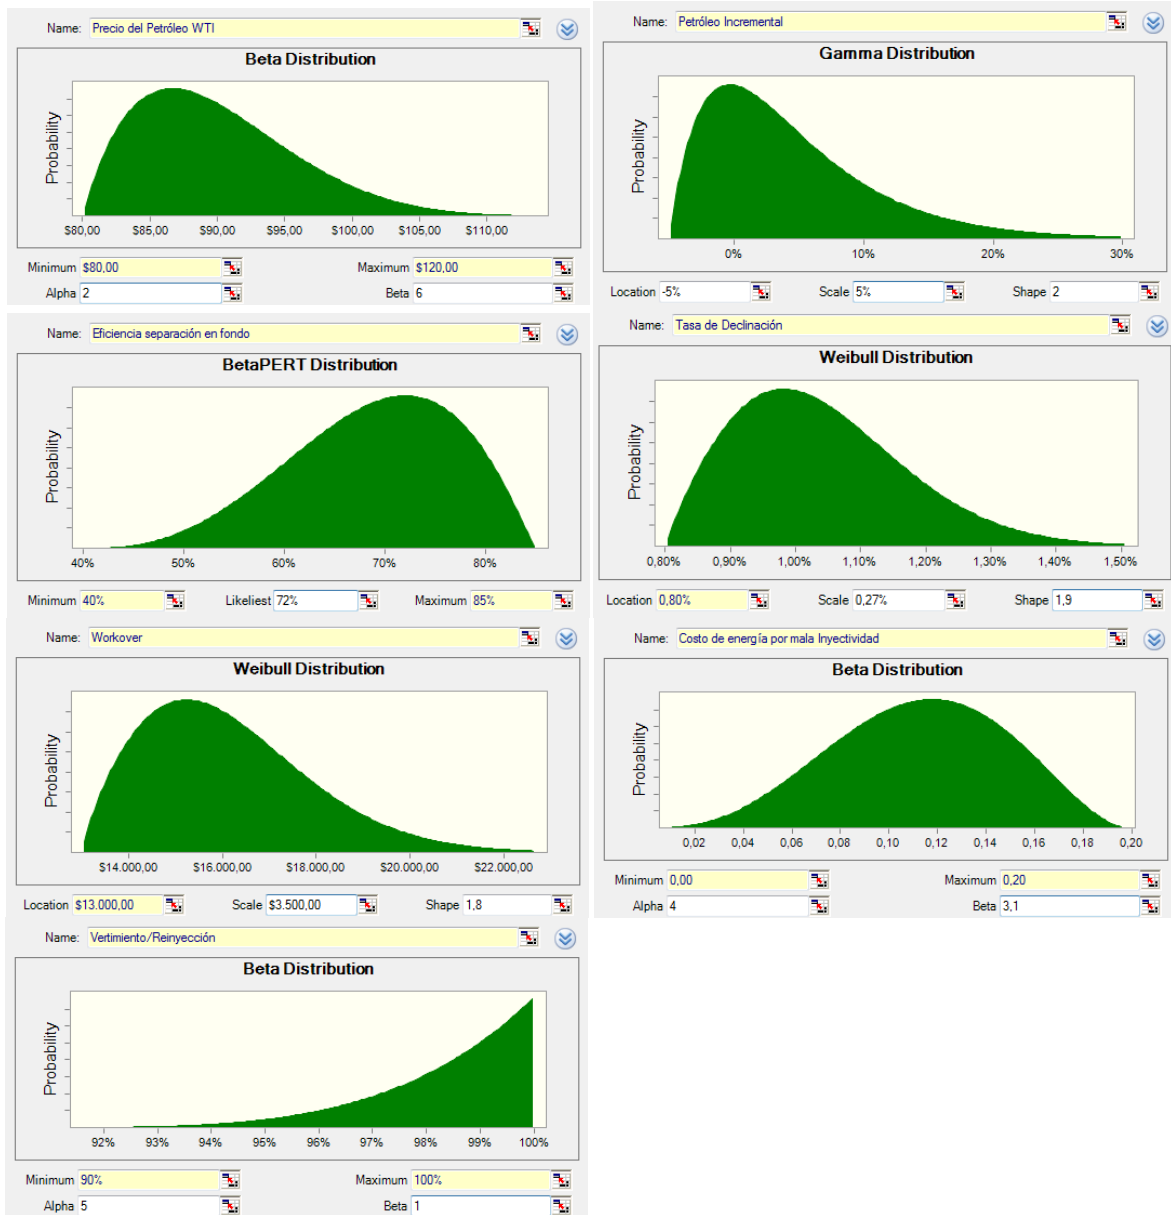 Name: Precio del Petróleo WTI
Beta Distribution
Probability
$80,00 $85,00 $90,00 $95,00 $100,00 $105,00 $110,00
Minimum $80,00 Maximum $120,00
Alpha 2 Beta 6
Name: Petróleo Incremental
Gamma Distribution
Probability
0% 10% 20% 30%
Location -5% Scale 5% Shape 2
Name: Eficiencia separación en fondo
BetaPERT Distribution
Probability
40% 50% 60% 70% 80%
Minimum 40% Likeliest 72% Maximum 85%
Name: Tasa de Declinación
Weibull Distribution
Probability
0,80% 0,90% 1,00% 1,10% 1,20% 1,30% 1,40% 1,50%
Location 0,80% Scale 0,27% Shape 1,9
Name: Workover
Weibull Distribution
Probability
$14.000,00 $16.000,00 $18.000,00 $20.000,00 $22.000,00
Location $13.000,00 Scale $3.500,00 Shape 1,8
Name: Costo de energía por mala Inyectividad
Beta Distribution
Probability
0,02 0,04 0,06 0,08 0,10 0,12 0,14 0,16 0,18 0,20
Minimum 0,00 Maximum 0,20
Alpha 4 Beta 3,1
Name: Vertimiento/Reinyección
Beta Distribution
Probability
92% 93% 94% 95% 96% 97% 98% 99% 100%
Minimum 90% Maximum 100%
Alpha 5 Beta 1